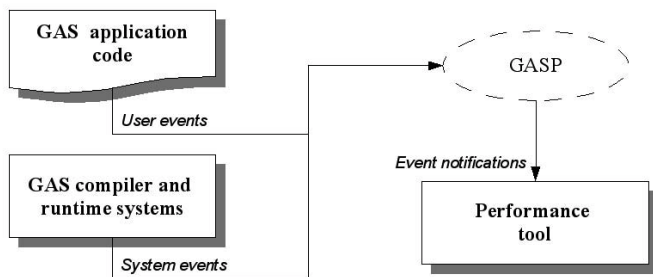 GAS application
code
User events
GAS compiler and
runtime systems
System events
GASP
Event notifications
Performance
tool